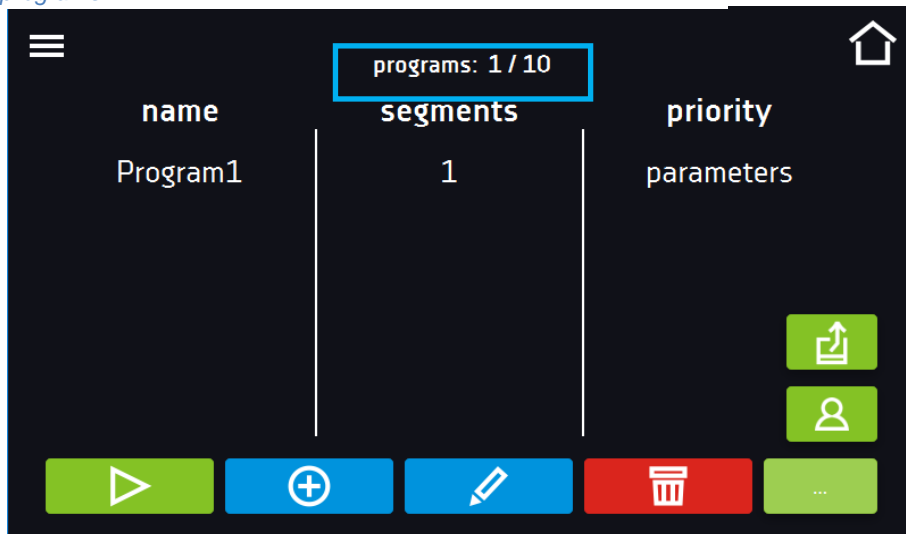 programs: 1 / 10
name segments priority
Program1 1 parameters
...